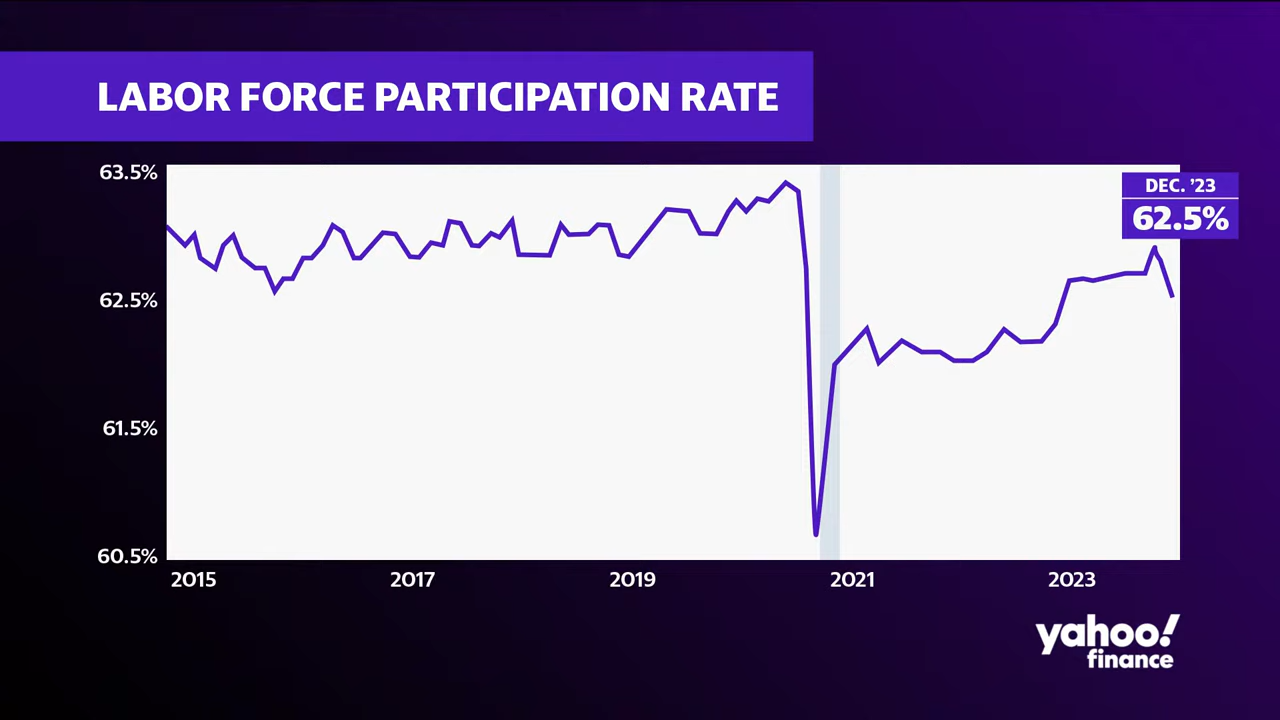 LABOR FORCE PARTICIPATION RATE
63.5%
DEC. ’23
62.5%
62.5%
61.5%
60.5%
2015 2017 2019 2021 2023
yahoo!
finance